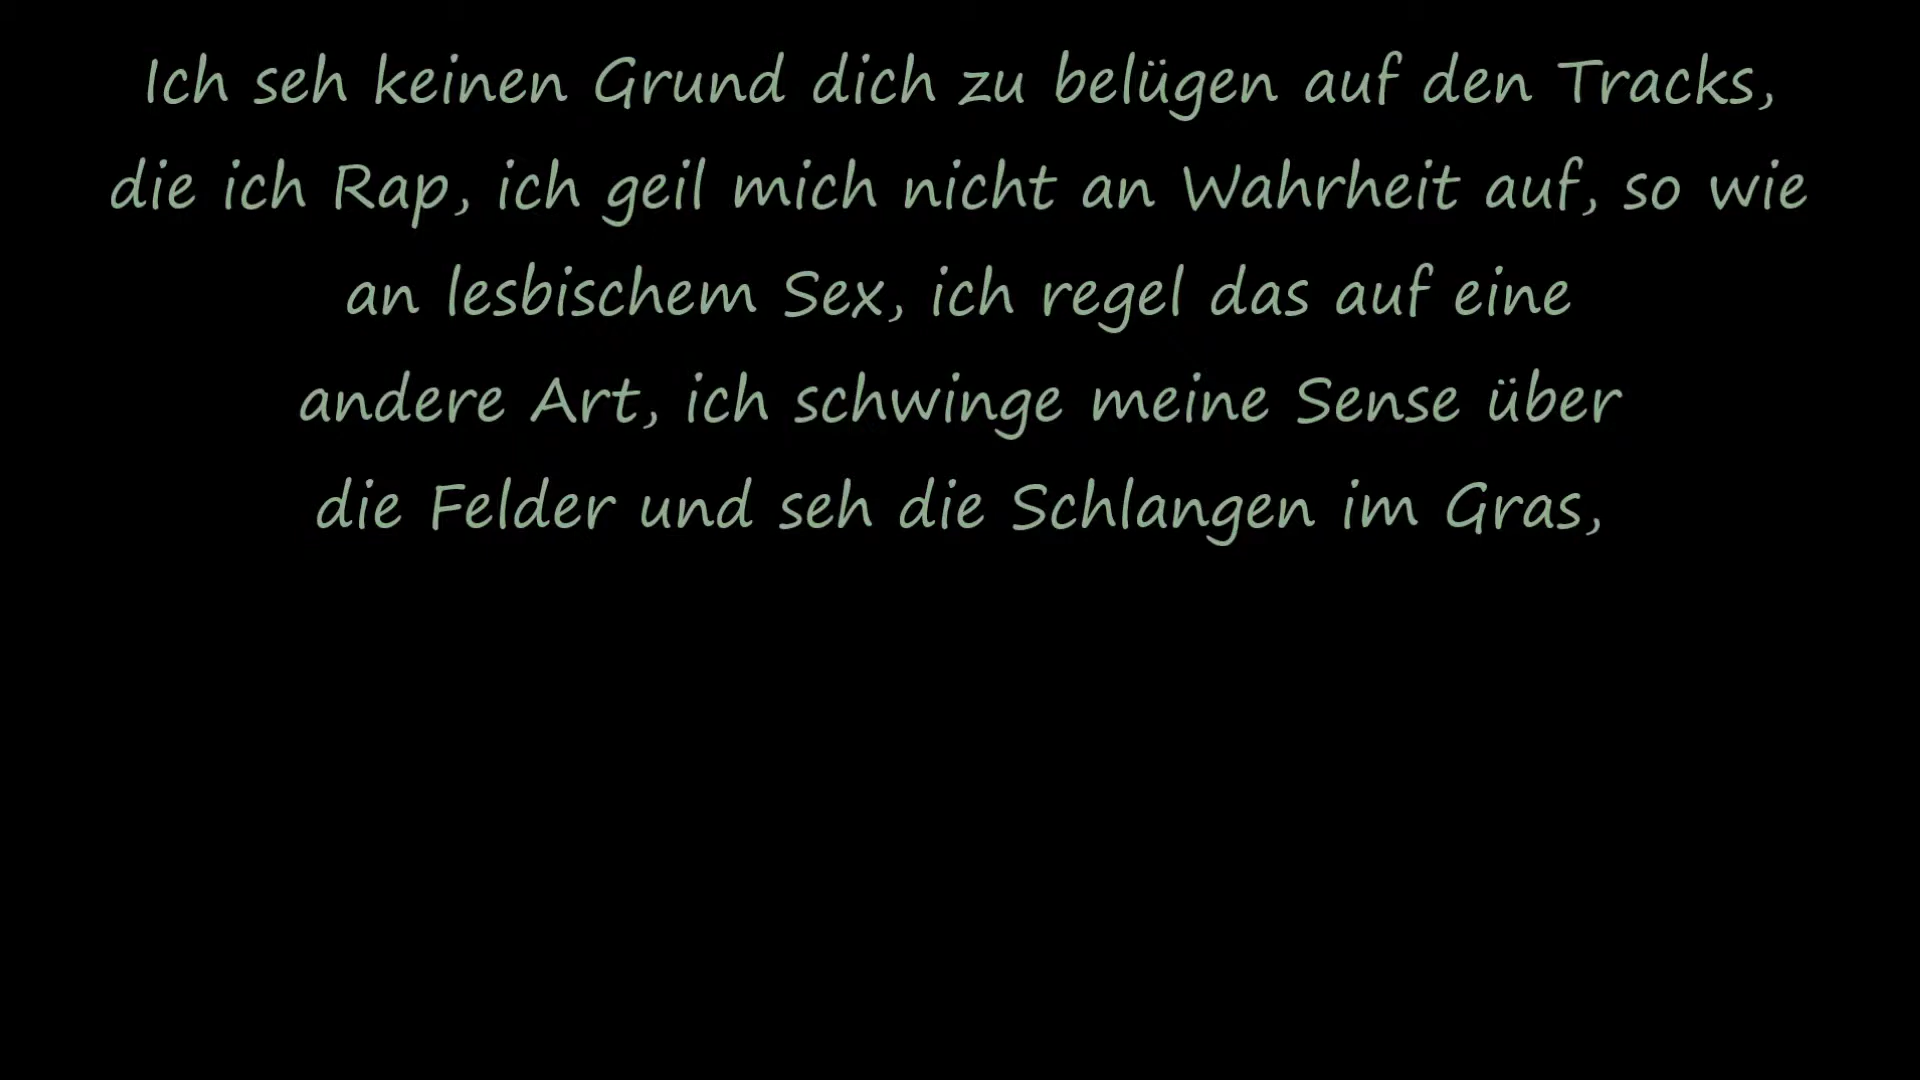 Ich seh keinen Grund dich zu belügen auf den Tracks,
die ich Rap, ich geil mich nicht an Wahrheit auf, so wie
an lesbischem Sex, ich regel das auf eine
andere Art, ich schwinge meine Sense über
die Felder und seh die Schlangen im Gras,